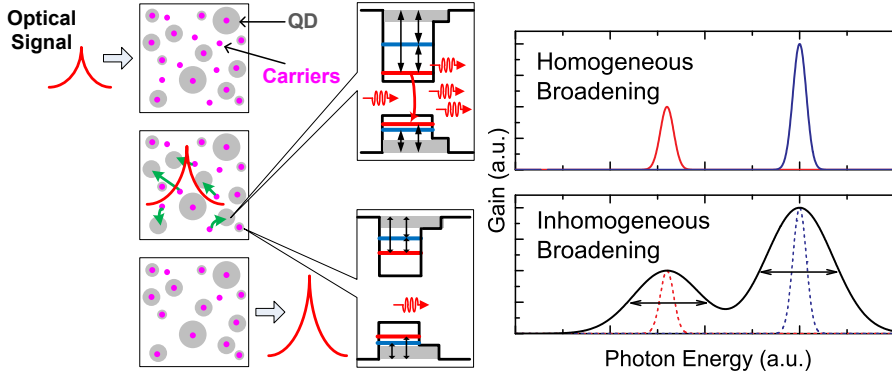 Optical
Signal
QD
Carriers
Homogeneous
Broadening
Gain (a.u.)
Inhomogeneous
Broadening
Photon Energy (a.u.)